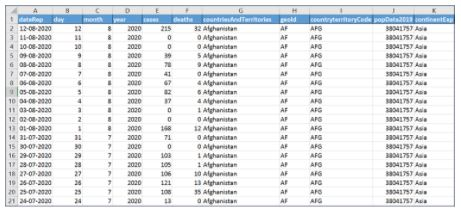 A B C D E F G H I J K
1 dateRep day month year cases deaths countriesAndTerritories geoId countryterritoryCode popData2019 continentExp
2 12-08-2020 12 8 2020 215 32 Afghanistan AF AFG 38041757 Asia
3 11-08-2020 11 8 2020 0 0 Afghanistan AF AFG 38041757 Asia
4 10-08-2020 10 8 2020 0 0 Afghanistan AF AFG 38041757 Asia
5 09-08-2020 9 8 2020 39 5 Afghanistan AF AFG 38041757 Asia
6 08-08-2020 8 8 2020 78 9 Afghanistan AF AFG 38041757 Asia
7 07-08-2020 7 8 2020 41 0 Afghanistan AF AFG 38041757 Asia
8 06-08-2020 6 8 2020 67 4 Afghanistan AF AFG 38041757 Asia
9 05-08-2020 5 8 2020 82 6 Afghanistan AF AFG 38041757 Asia
10 04-08-2020 4 8 2020 37 4 Afghanistan AF AFG 38041757 Asia
11 03-08-2020 3 8 2020 0 1 Afghanistan AF AFG 38041757 Asia
12 02-08-2020 2 8 2020 0 0 Afghanistan AF AFG 38041757 Asia
13 01-08-2020 1 8 2020 168 12 Afghanistan AF AFG 38041757 Asia
14 31-07-2020 31 7 2020 71 0 Afghanistan AF AFG 38041757 Asia
15 30-07-2020 30 7 2020 0 0 Afghanistan AF AFG 38041757 Asia
16 29-07-2020 29 7 2020 103 1 Afghanistan AF AFG 38041757 Asia
17 28-07-2020 28 7 2020 105 1 Afghanistan AF AFG 38041757 Asia
18 27-07-2020 27 7 2020 106 10 Afghanistan AF AFG 38041757 Asia
19 26-07-2020 26 7 2020 121 13 Afghanistan AF AFG 38041757 Asia
20 25-07-2020 25 7 2020 108 35 Afghanistan AF AFG 38041757 Asia
21 24-07-2020 24 7 2020 13 0 Afghanistan AF AFG 38041757 Asia